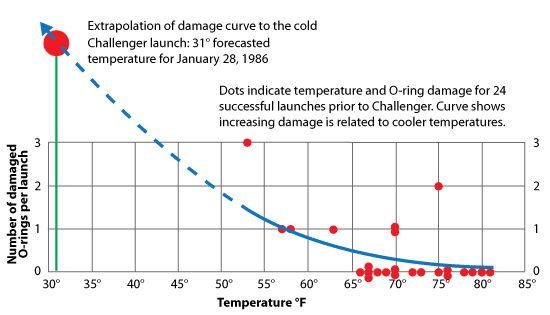 Extrapolation of damage curve to the cold
Challenger launch: 31° forecasted
temperature for January 28, 1986
Dots indicate temperature and O-ring damage for 24
successful launches prior to Challenger. Curve shows
increasing damage is related to cooler temperatures.
Number of damaged
O-rings per launch
3
2
1
0
3
2
1
0
30° 35° 40° 45° 50° 55° 60° 65° 70° 75° 80° 85°
Temperature °F